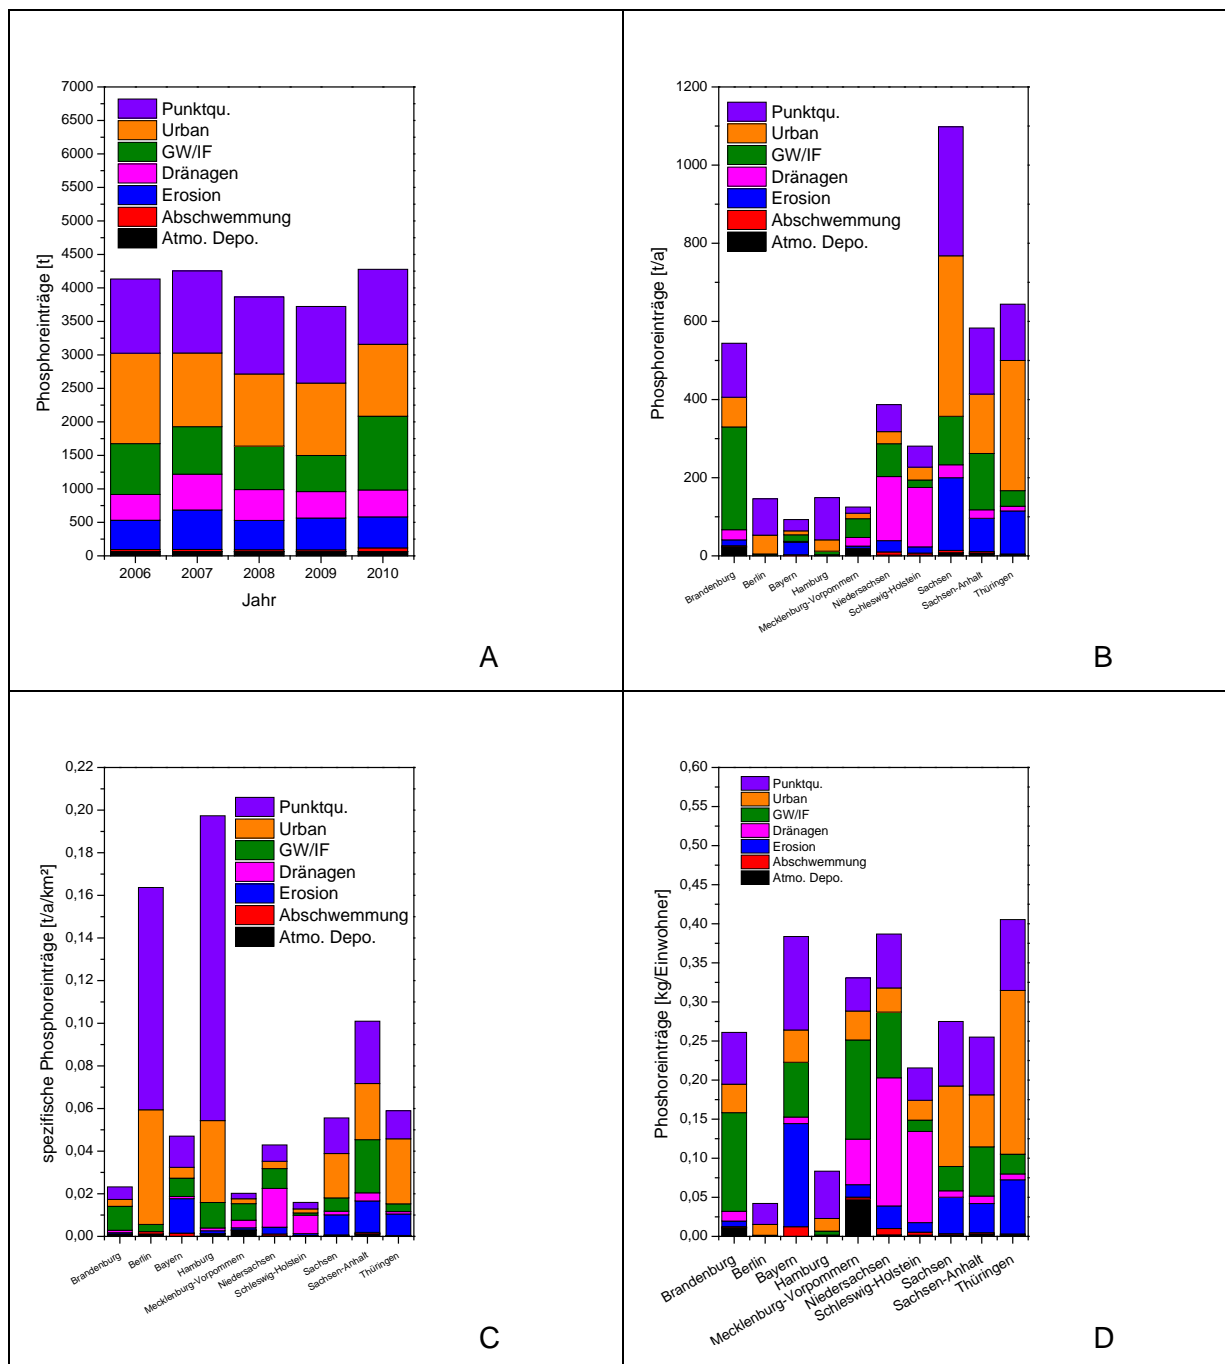 7000
6500
6000
5500
5000
4500
4000
3500
3000
2500
2000
1500
1000
500
0
Phosphoreinträge [t]
Punktqu.
Urban
GW/IF
Dränagen
Erosion
Abschwemmung
Atmo. Depo.
2006 2007 2008 2009 2010
Jahr
A
1200
1000
800
600
400
200
0
Phosphoreinträge [t/a]
Punktqu.
Urban
GW/IF
Dränagen
Erosion
Abschwemmung
Atmo. Depo.
Brandenburg
Berlin
Bayern
Hamburg
Mecklenburg-Vorpommern
Niedersachsen
Schleswig-Holstein
Sachsen
Sachsen-Anhalt
Thüringen
B
0,22
0,20
0,18
0,16
0,14
0,12
0,10
0,08
0,06
0,04
0,02
0,00
spezifische Phosphoreinträge [t/a/km²]
Punktqu.
Urban
GW/IF
Dränagen
Erosion
Abschwemmung
Atmo. Depo.
Brandenburg
Berlin
Bayern
Hamburg
Mecklenburg-Vorpommern
Niedersachsen
Schleswig-Holstein
Sachsen
Sachsen-Anhalt
Thüringen
C
0,60
0,55
0,50
0,45
0,40
0,35
0,30
0,25
0,20
0,15
0,10
0,05
0,00
Phoshoreinträge [kg/Einwohner]
Punktqu.
Urban
GW/IF
Dränagen
Erosion
Abschwemmung
Atmo. Depo.
Brandenburg
Berlin
Bayern
Hamburg
Mecklenburg-Vorpommern
Niedersachsen
Schleswig-Holstein
Sachsen
Sachsen-Anhalt
Thüringen
D